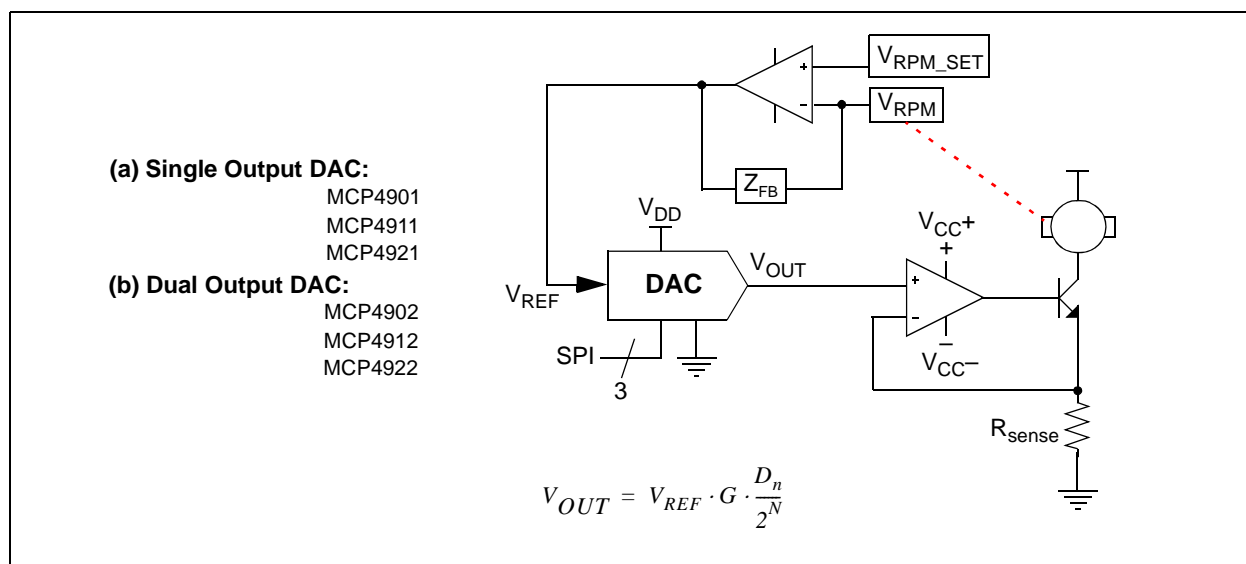 V_RPM_SET
V_RPM
Z_FB
(a) Single Output DAC:
MCP4901
MCP4911
MCP4921
(b) Dual Output DAC:
MCP4902
MCP4912
MCP4922
V_DD
DAC
V_REF
V_OUT
SPI
3
V_CC+
+
-
+
-
+
–
V_CC–
R_sense
V_OUT = V_REF · G · D_n/2^N